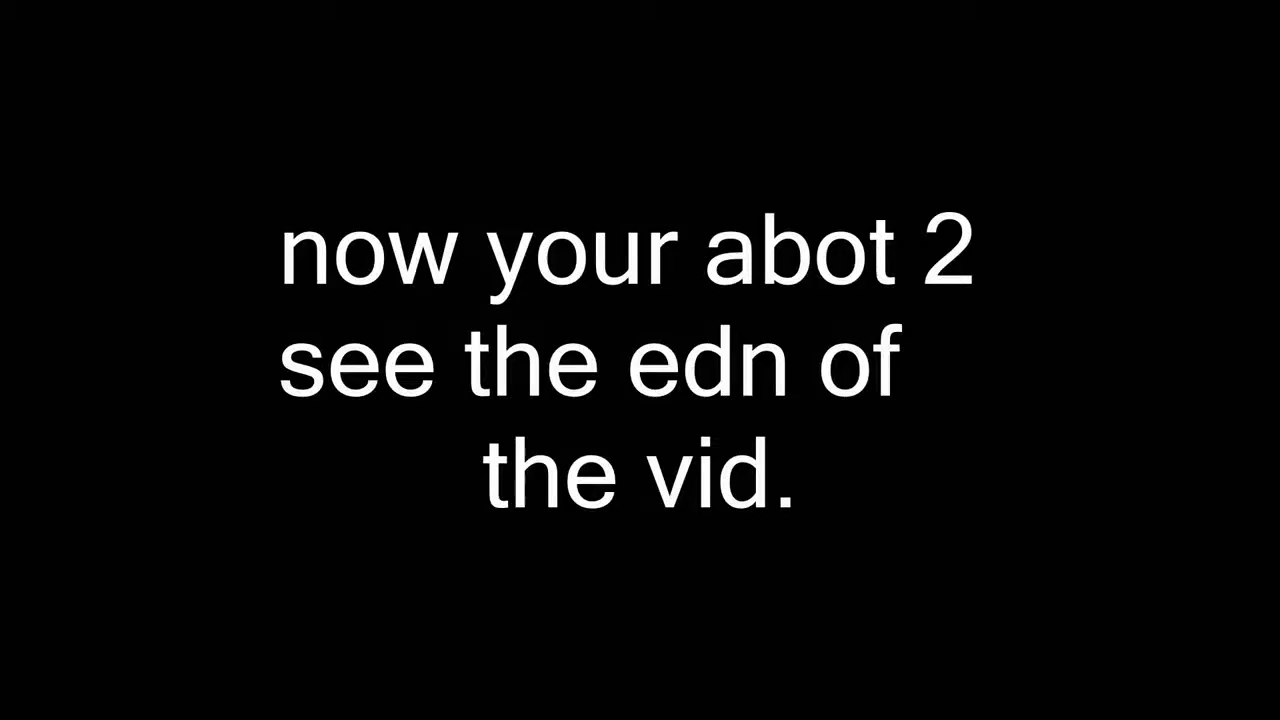 now your abot 2
see the edn of
the vid.